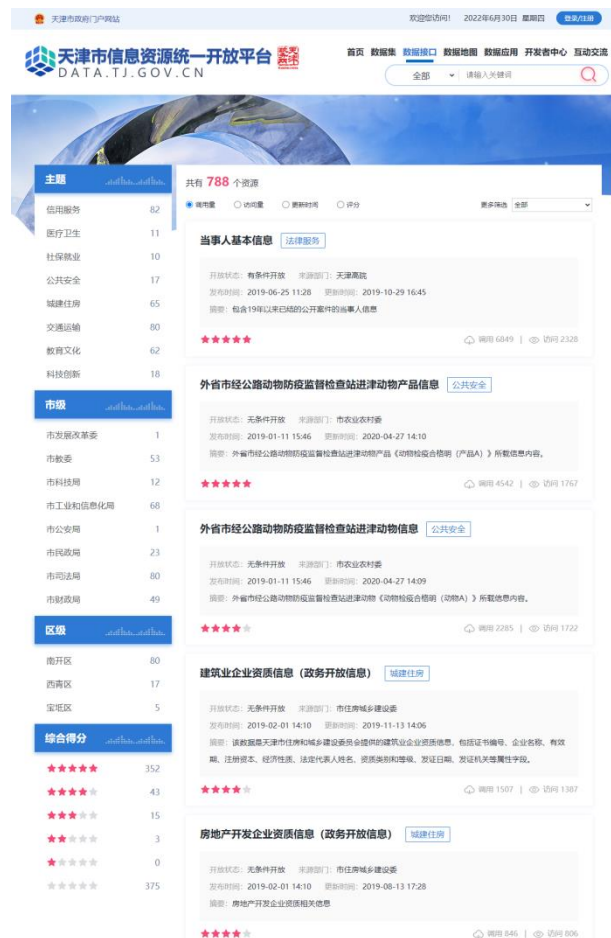 天津市政府门户网站
欢迎您访问! 2022年6月30日 星期四 登录/注册
天津市信息资源统一开放平台
DATA.TJ.GOV.CN
首页 数据集 数据接口 数据地图 数据应用 开发者中心 互动交流
全部 请输入关键词
主题
信用服务 82
医疗卫生 11
社保就业 10
公共安全 17
城建住房 65
交通运输 80
教育文化 62
科技创新 18
市级
市发展改革委 1
市教委 53
市科技局 12
市工业和信息化局 68
市公安局 1
市民政局 23
市司法局 80
市财政局 49
区级
南开区 80
西青区 17
宝坻区 5
综合得分
352
43
15
3
0
375
共有 788 个资源
调用量 访问量 更新时间 评分 更多筛选 全部
当事人基本信息 法律服务
开放状态: 有条件开放 来源部门: 天津高院
发布时间: 2019-06-25 11:28 更新时间: 2019-10-29 16:45
摘要: 包含19年以来已结的公开案件的当事人信息
调用 6849 | 访问 2328
外省市经公路动物防疫监督检查站进津动物产品信息 公共安全
开放状态: 无条件开放 来源部门: 市农业农村委
发布时间: 2019-01-11 15:46 更新时间: 2020-04-27 14:10
摘要: 外省市经公路动物防疫监督检查站进津动物产品《动物检疫合格明（产品A）》所载信息内容。
调用 4542 | 访问 1767
外省市经公路动物防疫监督检查站进津动物信息 公共安全
开放状态: 无条件开放 来源部门: 市农业农村委
发布时间: 2019-01-11 15:46 更新时间: 2020-04-27 14:09
摘要: 外省市经公路动物防疫监督检查站进津动物《动物检疫合格明（动物A）》所载信息内容。
调用 2285 | 访问 1722
建筑业企业资质信息（政务开放信息） 城建住房
开放状态: 无条件开放 来源部门: 市住房城乡建设委
发布时间: 2019-02-01 14:10 更新时间: 2019-11-13 14:06
摘要: 该数据是天津市住房和城乡建设委员会提供的建筑业企业资质信息、包括证书编号、企业名称、有效
期、注册资本、经济性质、法定代表人姓名、资质类别和等级、发证日期、发证机关等属性字段。
调用 1507 | 访问 1387
房地产开发企业资质信息（政务开放信息） 城建住房
开放状态: 无条件开放 来源部门: 市住房城乡建设委
发布时间: 2019-02-01 14:10 更新时间: 2019-08-13 17:28
摘要: 房地产开发企业资质相关信息
调用 846 | 访问 806